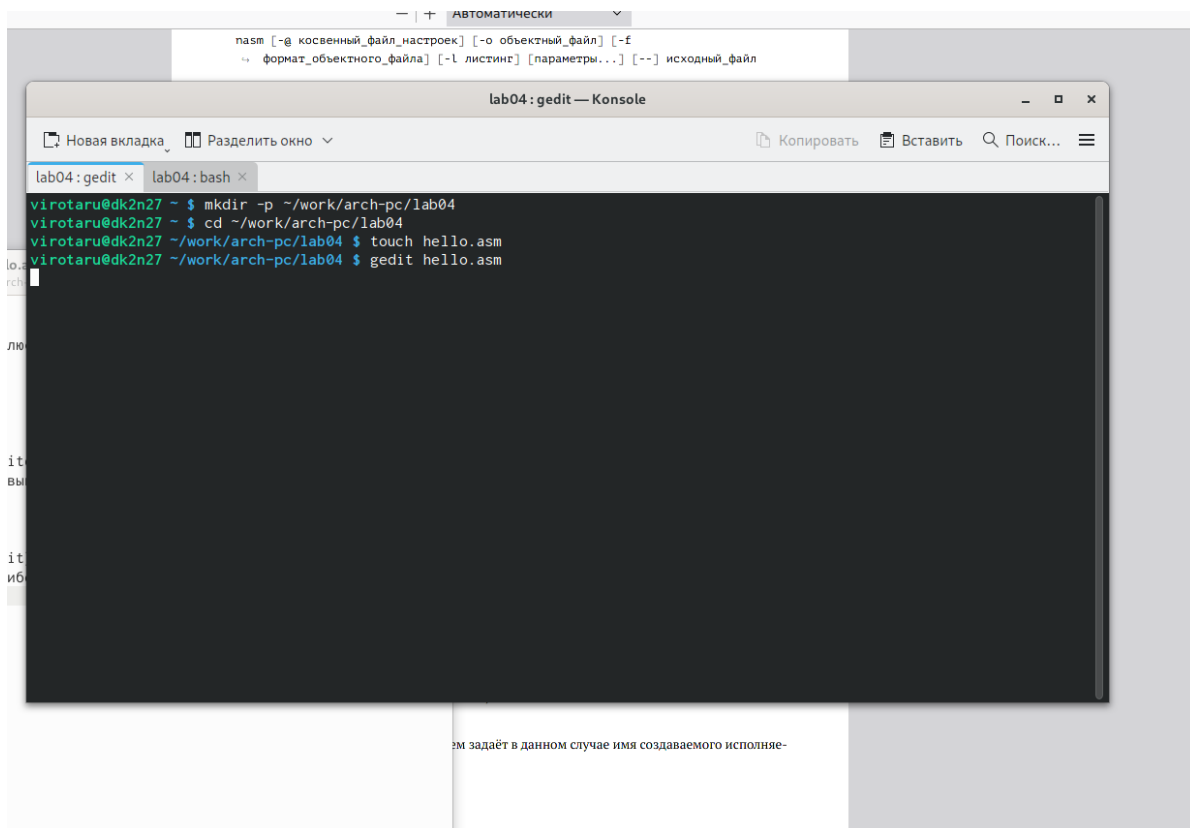 Автоматически
nasm [-@ косвенный_файл_настроек] [-o объектный_файл] [-f
↪ формат_объектного_файла] [-l листинг] [параметры...] [--] исходный_файл
lab04 : gedit — Konsole
Новая вкладка Разделить окно Копировать Вставить Поиск...
lab04 : gedit × lab04 : bash ×
virotaru@dk2n27 ~ $ mkdir -p ~/work/arch-pc/lab04
virotaru@dk2n27 ~ $ cd ~/work/arch-pc/lab04
virotaru@dk2n27 ~/work/arch-pc/lab04 $ touch hello.asm
virotaru@dk2n27 ~/work/arch-pc/lab04 $ gedit hello.asm
ем задаёт в данном случае имя создаваемого исполняе-